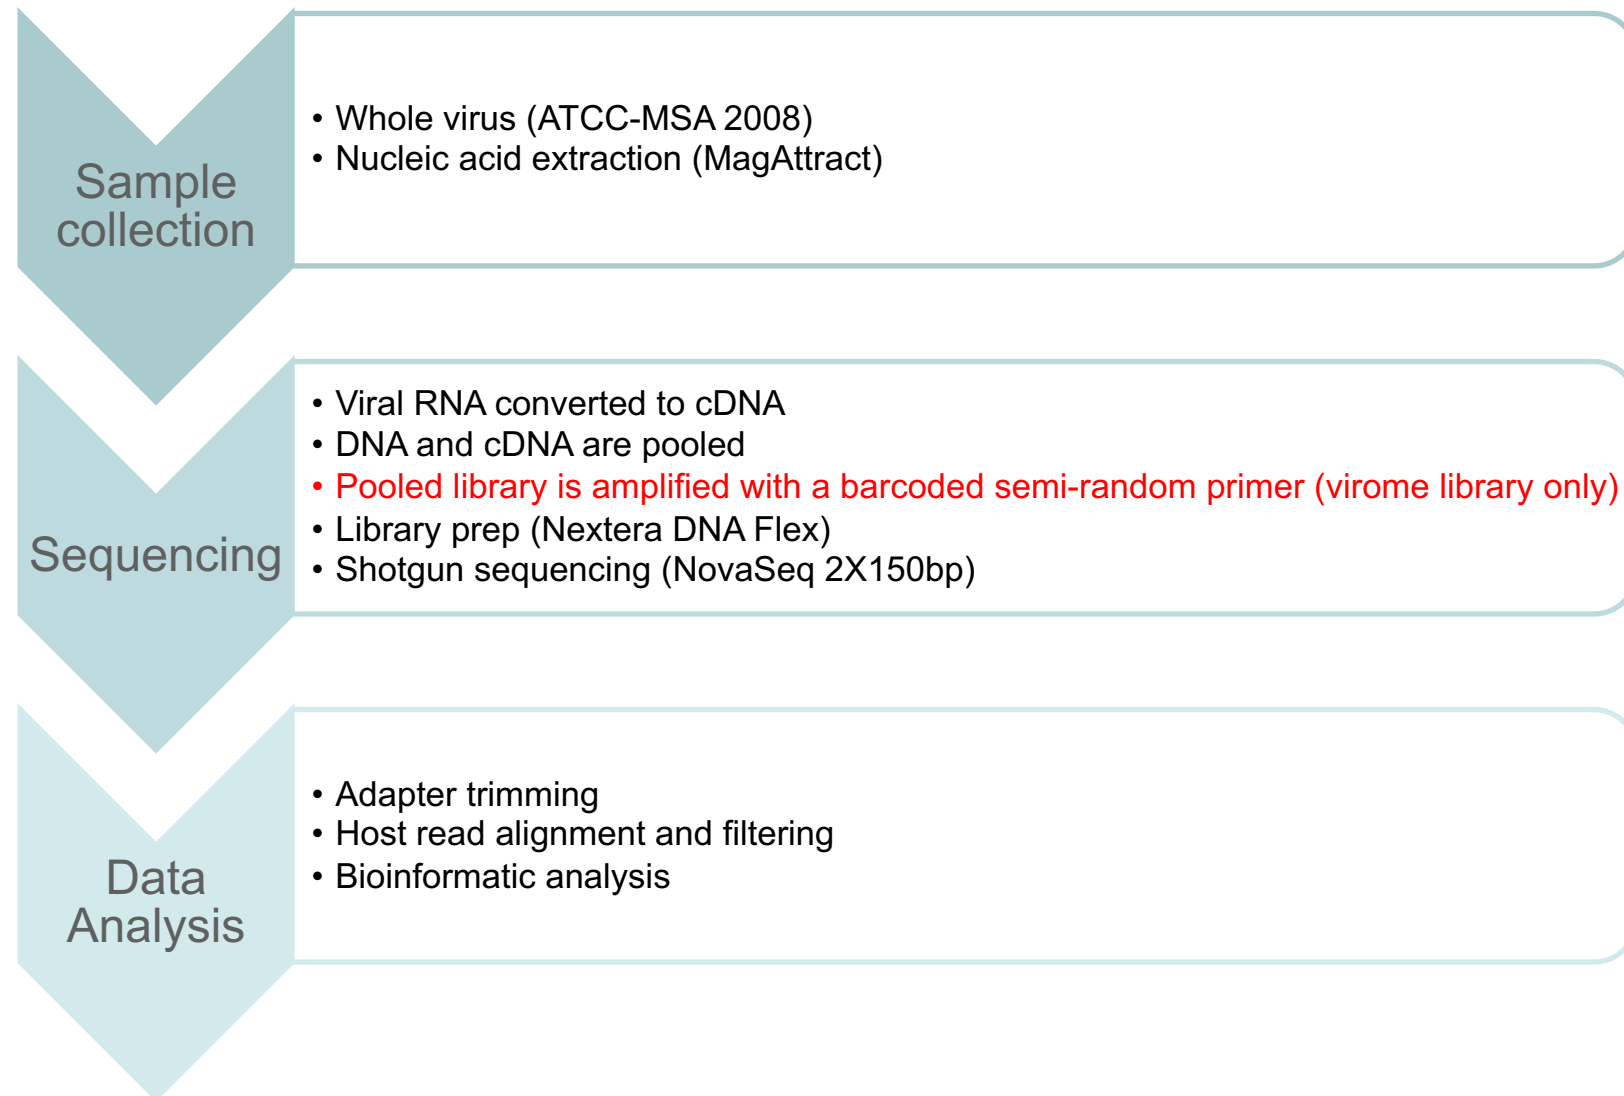 Sample
collection
• Whole virus (ATCC-MSA 2008)
• Nucleic acid extraction (MagAttract)
Sequencing
• Viral RNA converted to cDNA
• DNA and cDNA are pooled
• Pooled library is amplified with a barcoded semi-random primer (virome library only)
• Library prep (Nextera DNA Flex)
• Shotgun sequencing (NovaSeq 2X150bp)
Data
Analysis
• Adapter trimming
• Host read alignment and filtering
• Bioinformatic analysis